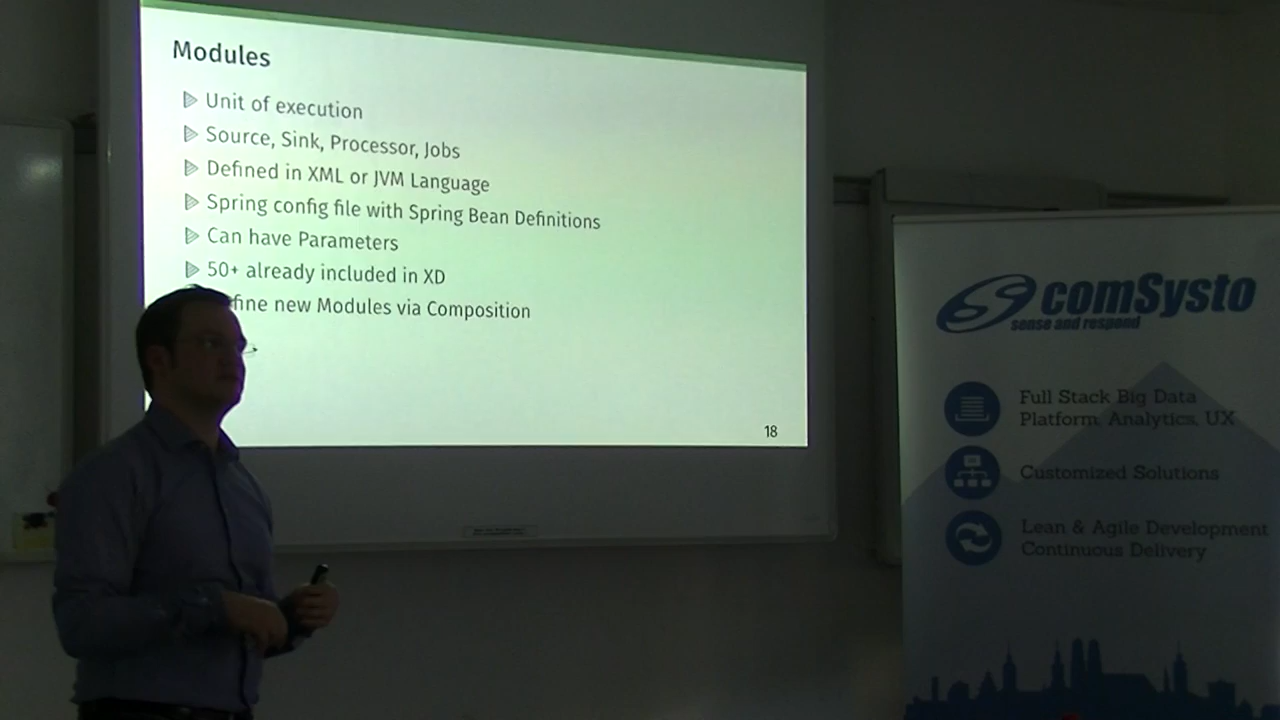 Modules
Unit of execution
Source, Sink, Processor, Jobs
Defined in XML or JVM Language
Spring config file with Spring Bean Definitions
Can have Parameters
50+ already included in XD
fine new Modules via Composition
18
comSysto
sense and respond
Full Stack Big Data
Platform, Analytics, UX
Customized Solutions
Lean & Agile Development
Continuous Delivery